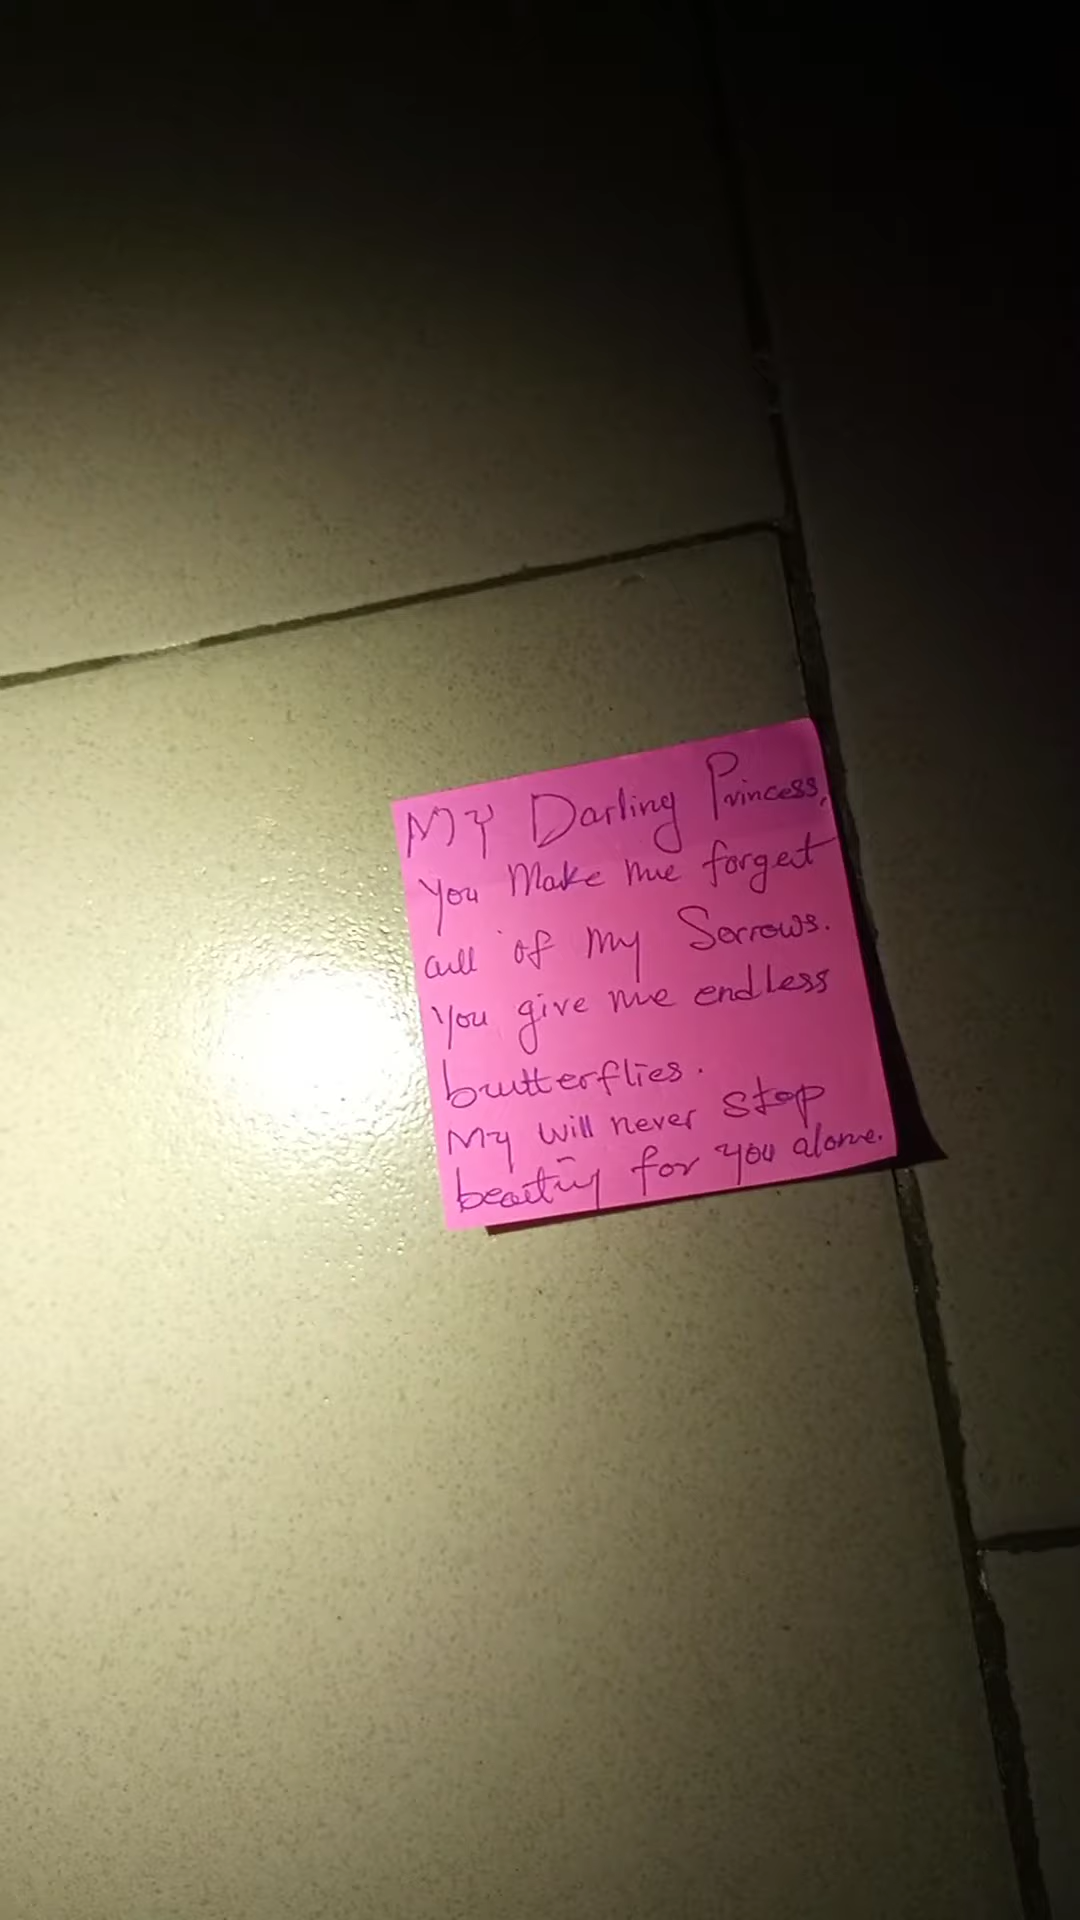 My Darling Princess,
You make me forget
all of my Sorrows.
You give me endless
butterflies.
My will never stop
beating for you alone.